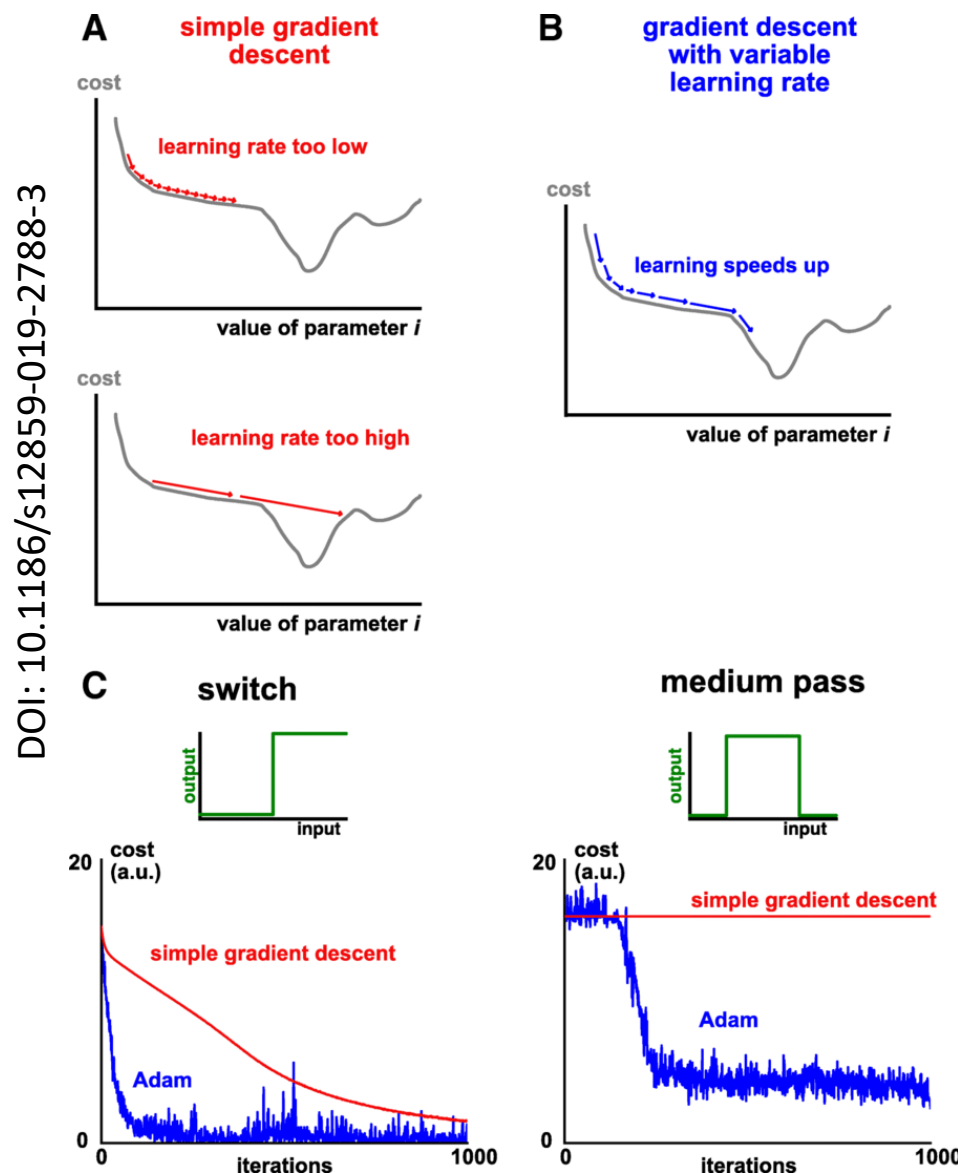 DOI: 10.1186/s12859-019-2788-3
A
simple gradient
descent
cost
learning rate too low
value of parameter i
cost
learning rate too high
value of parameter i
B
gradient descent
with variable
learning rate
cost
learning speeds up
value of parameter i
C
switch
output
input
20
cost
(a.u.)
simple gradient descent
Adam
0
0
iterations
1000
medium pass
output
input
20
cost
(a.u.)
simple gradient descent
Adam
0
0
iterations
1000